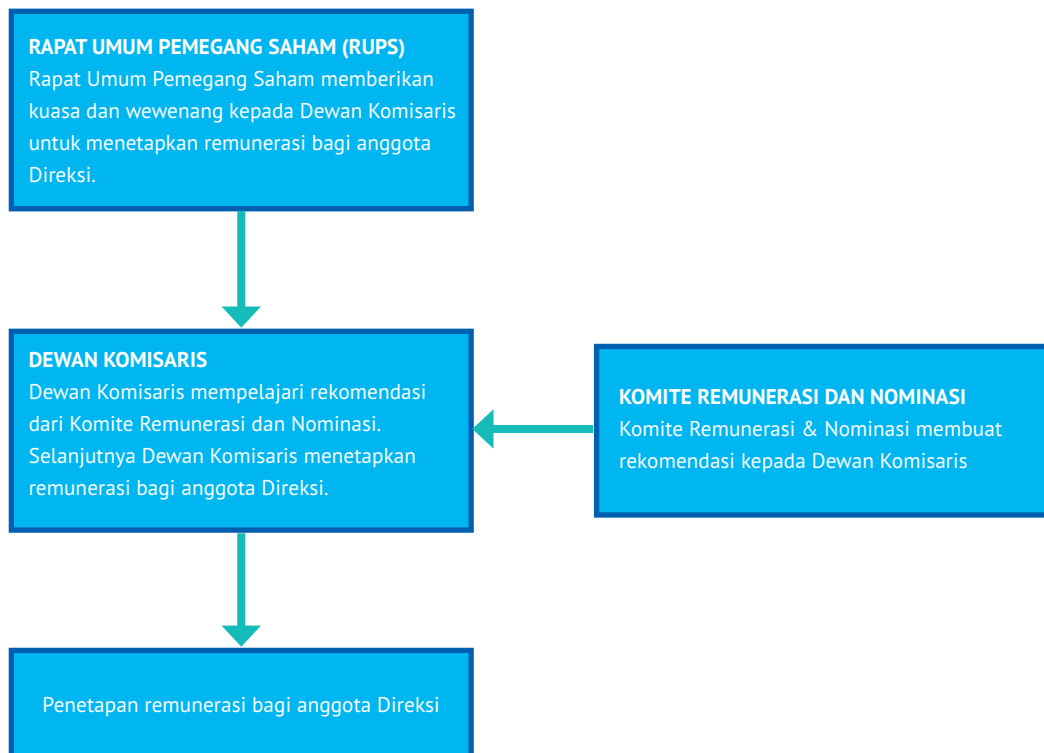 RAPAT UMUM PEMEGANG SAHAM (RUPS)
Rapat Umum Pemegang Saham memberikan
kuasa dan wewenang kepada Dewan Komisaris
untuk menetapkan remunerasi bagi anggota
Direksi.
DEWAN KOMISARIS
Dewan Komisaris mempelajari rekomendasi
dari Komite Remunerasi dan Nominasi.
Selanjutnya Dewan Komisaris menetapkan
remunerasi bagi anggota Direksi.
KOMITE REMUNERASI DAN NOMINASI
Komite Remunerasi & Nominasi membuat
rekomendasi kepada Dewan Komisaris
Penetapan remunerasi bagi anggota Direksi